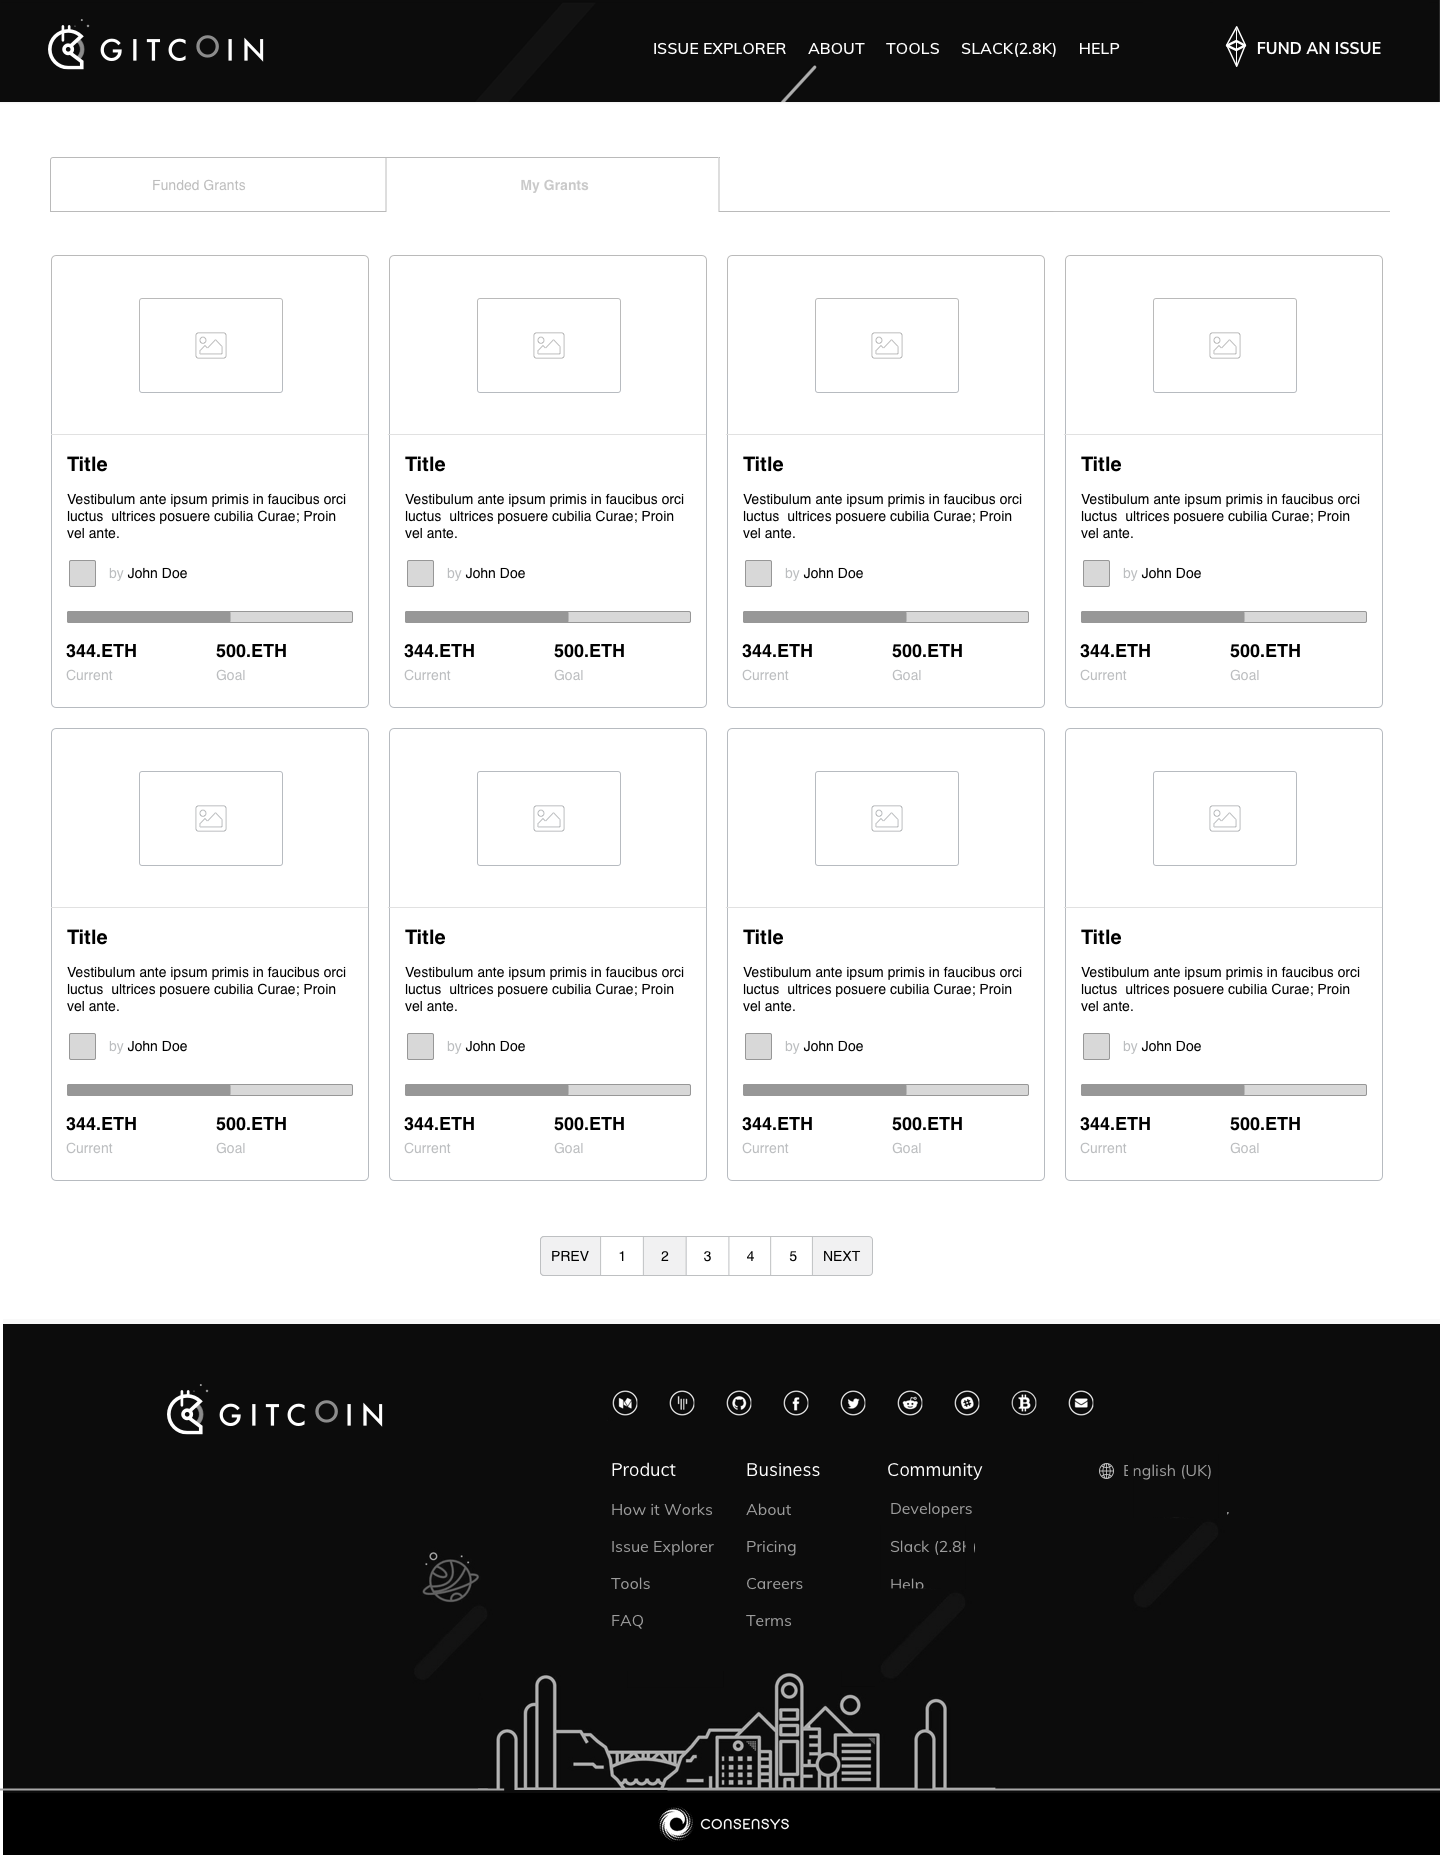 GITCOIN
ISSUE EXPLORER ABOUT TOOLS SLACK(2.8K) HELP FUND AN ISSUE
Funded Grants My Grants
Title
Vestibulum ante ipsum primis in faucibus orci
luctus ultrices posuere cubilia Curae; Proin
vel ante.
by John Doe
344.ETH 500.ETH
Current Goal
Title
Vestibulum ante ipsum primis in faucibus orci
luctus ultrices posuere cubilia Curae; Proin
vel ante.
by John Doe
344.ETH 500.ETH
Current Goal
Title
Vestibulum ante ipsum primis in faucibus orci
luctus ultrices posuere cubilia Curae; Proin
vel ante.
by John Doe
344.ETH 500.ETH
Current Goal
Title
Vestibulum ante ipsum primis in faucibus orci
luctus ultrices posuere cubilia Curae; Proin
vel ante.
by John Doe
344.ETH 500.ETH
Current Goal
Title
Vestibulum ante ipsum primis in faucibus orci
luctus ultrices posuere cubilia Curae; Proin
vel ante.
by John Doe
344.ETH 500.ETH
Current Goal
Title
Vestibulum ante ipsum primis in faucibus orci
luctus ultrices posuere cubilia Curae; Proin
vel ante.
by John Doe
344.ETH 500.ETH
Current Goal
Title
Vestibulum ante ipsum primis in faucibus orci
luctus ultrices posuere cubilia Curae; Proin
vel ante.
by John Doe
344.ETH 500.ETH
Current Goal
Title
Vestibulum ante ipsum primis in faucibus orci
luctus ultrices posuere cubilia Curae; Proin
vel ante.
by John Doe
344.ETH 500.ETH
Current Goal
PREV 1 2 3 4 5 NEXT
GITCOIN
Product
How it Works
Issue Explorer
Tools
FAQ
Business
About
Pricing
Careers
Terms
Community
Developers
Slack (2.8K)
Help
English (UK)
CONSENSYS